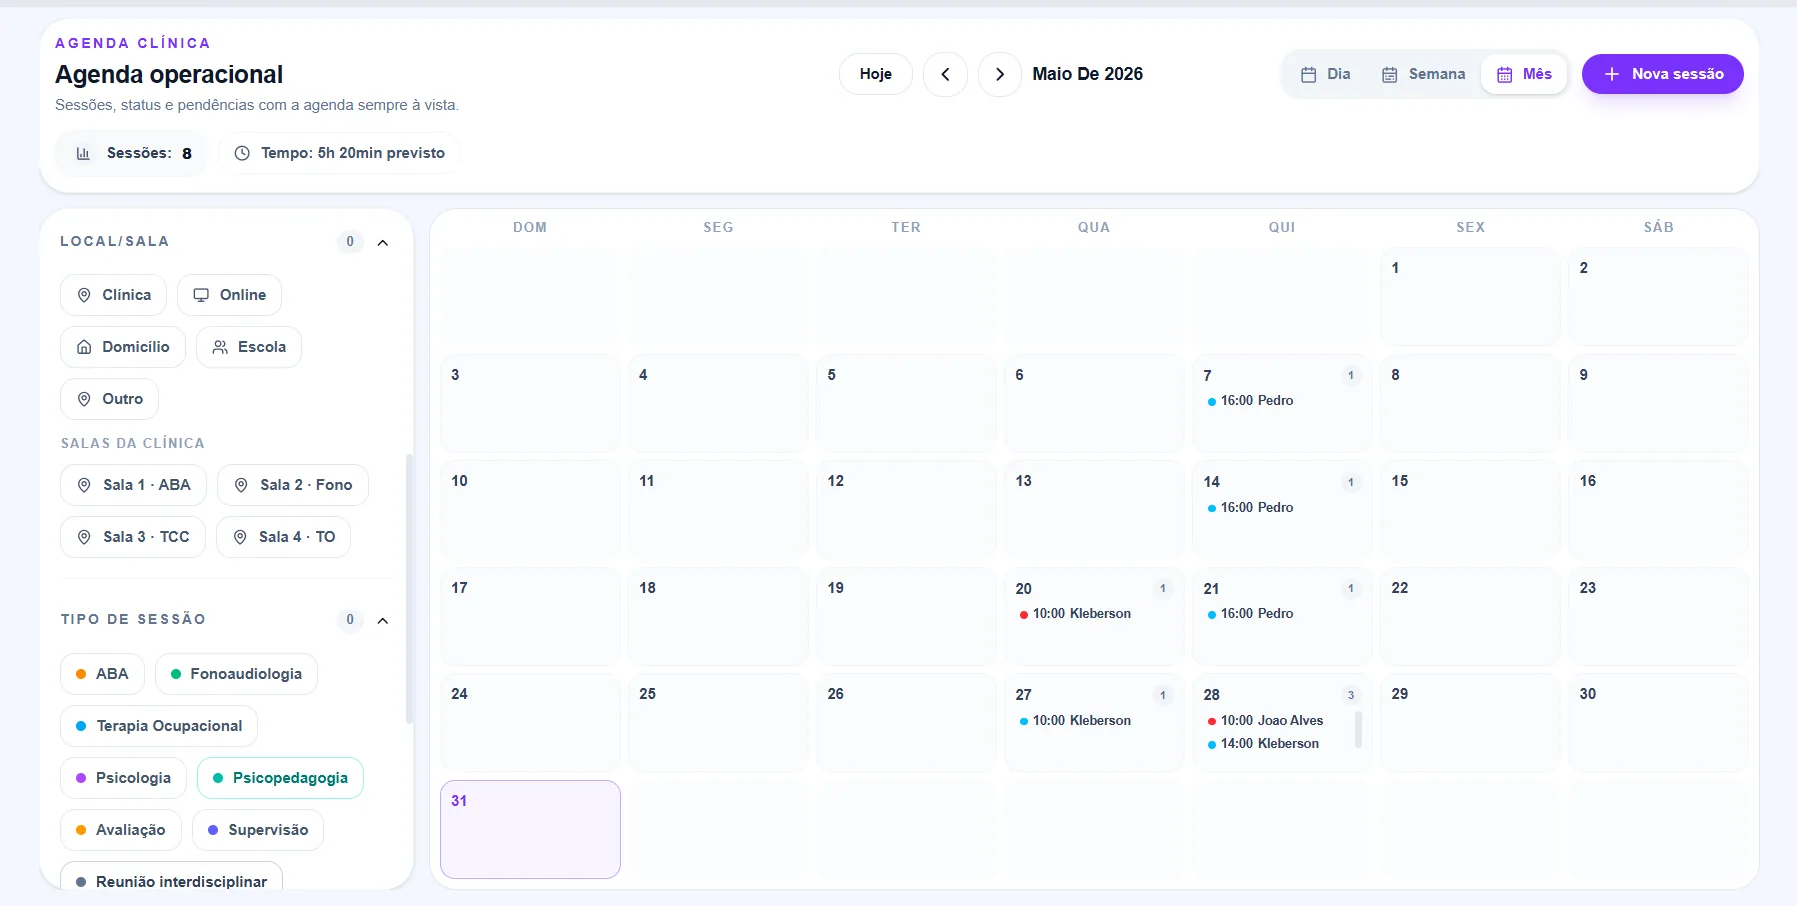 AGENDA CLÍNICA
Agenda operacional
Sessões, status e pendências com a agenda sempre à vista.
Hoje
Maio De 2026
Dia
Semana
Mês
Nova sessão
Sessões: 8
Tempo: 5h 20min previsto
LOCAL/SALA 0
Clínica
Online
Domicílio
Escola
Outro
SALAS DA CLÍNICA
Sala 1 · ABA
Sala 2 · Fono
Sala 3 · TCC
Sala 4 · TO
TIPO DE SESSÃO 0
ABA
Fonoaudiologia
Terapia Ocupacional
Psicologia
Psicopedagogia
Avaliação
Supervisão
Reunião interdisciplinar
DOM SEG TER QUA QUI SEX SÁB
1 2
3 4 5 6 7 1 8 9
16:00 Pedro
10 11 12 13 14 1 15 16
16:00 Pedro
17 18 19 20 1 21 1 22 23
10:00 Kleberson 16:00 Pedro
24 25 26 27 1 28 3 29 30
10:00 Kleberson 10:00 Joao Alves
14:00 Kleberson
31